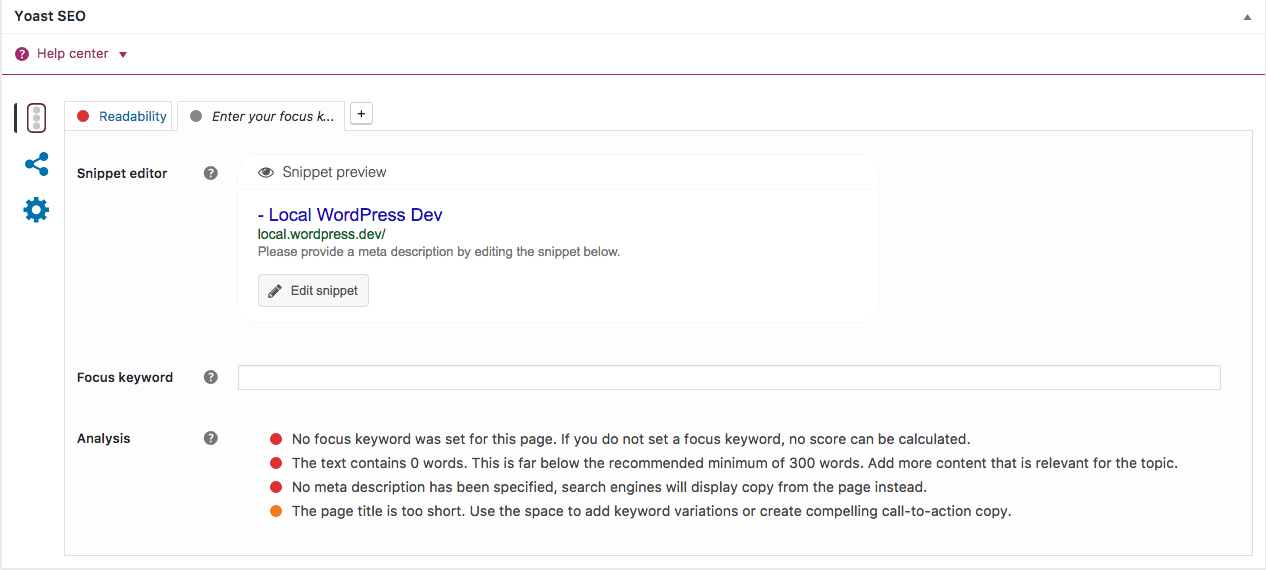 Yoast SEO
Help center
Readability
Enter your focus k...
+
Snippet editor
Snippet preview
- Local WordPress Dev
local.wordpress.dev/
Please provide a meta description by editing the snippet below.
Edit snippet
Focus keyword
Analysis
No focus keyword was set for this page. If you do not set a focus keyword, no score can be calculated.
The text contains 0 words. This is far below the recommended minimum of 300 words. Add more content that is relevant for the topic.
No meta description has been specified, search engines will display copy from the page instead.
The page title is too short. Use the space to add keyword variations or create compelling call-to-action copy.